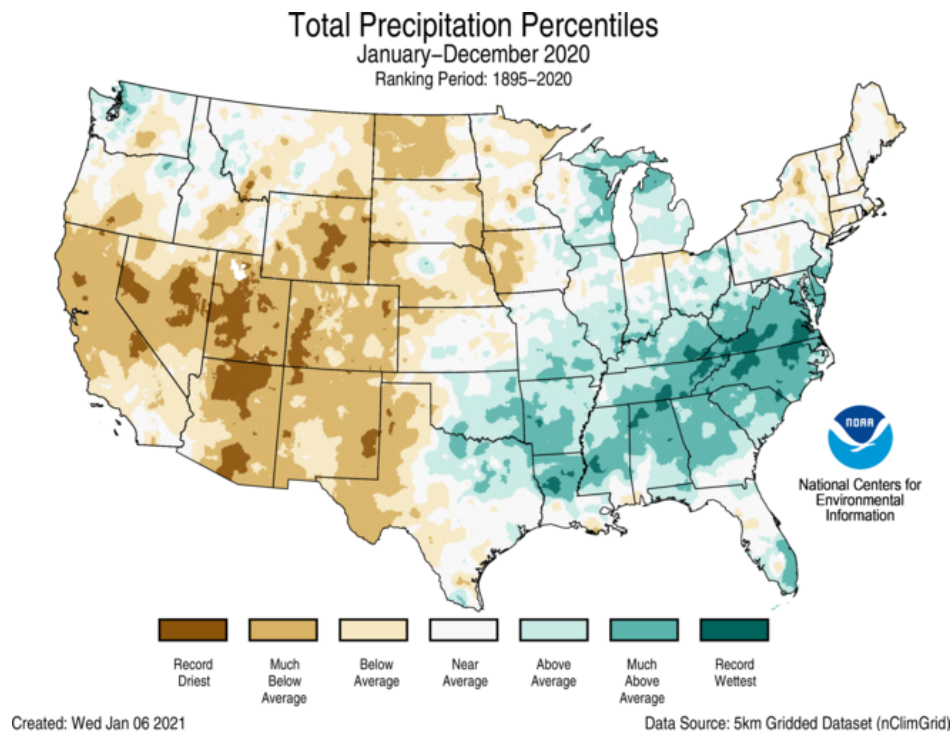 Total Precipitation Percentiles
January–December 2020
Ranking Period: 1895–2020
NOAA
National Centers for
Environmental
Information
Record
Driest
Much
Below
Average
Below
Average
Near
Average
Above
Average
Much
Above
Average
Record
Wettest
Created: Wed Jan 06 2021
Data Source: 5km Gridded Dataset (nClimGrid)